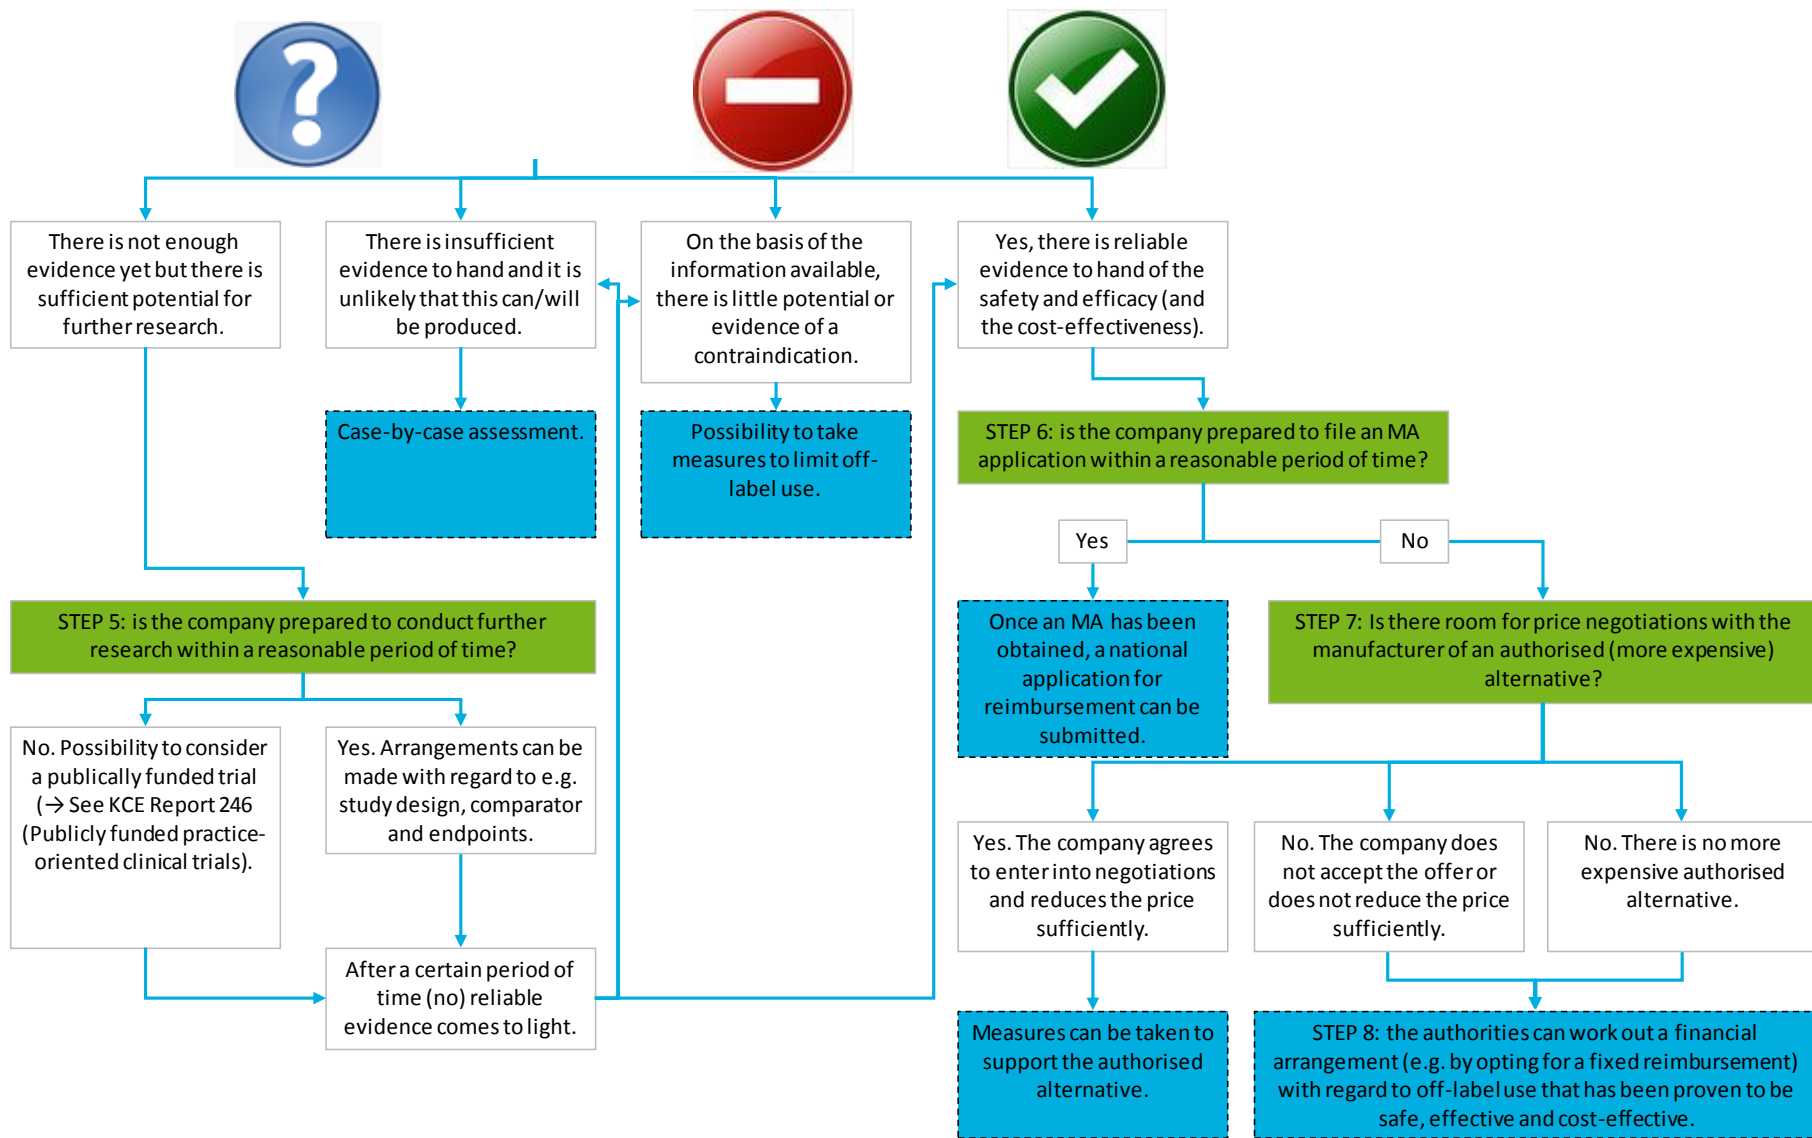 There is not enough
evidence yet but there is
sufficient potential for
further research.
There is insufficient
evidence to hand and it is
unlikely that this can/will
be produced.
On the basis of the
information available,
there is little potential or
evidence of a
contraindication.
Yes, there is reliable
evidence to hand of the
safety and efficacy (and
the cost-effectiveness).
Case-by-case assessment.
Possibility to take
measures to limit off-
label use.
STEP 6: is the company prepared to file an MA
application within a reasonable period of time?
Yes
No
STEP 5: is the company prepared to conduct further
research within a reasonable period of time?
Once an MA has been
obtained, a national
application for
reimbursement can be
submitted.
STEP 7: Is there room for price negotiations with the
manufacturer of an authorised (more expensive)
alternative?
No. Possibility to consider
a publically funded trial
(→ See KCE Report 246
(Publicly funded practice-
oriented clinical trials).
Yes. Arrangements can be
made with regard to e.g.
study design, comparator
and endpoints.
Yes. The company agrees
to enter into negotiations
and reduces the price
sufficiently.
No. The company does
not accept the offer or
does not reduce the price
sufficiently.
No. There is no more
expensive authorised
alternative.
After a certain period of
time (no) reliable
evidence comes to light.
Measures can be taken to
support the authorised
alternative.
STEP 8: the authorities can work out a financial
arrangement (e.g. by opting for a fixed reimbursement)
with regard to off-label use that has been proven to be
safe, effective and cost-effective.